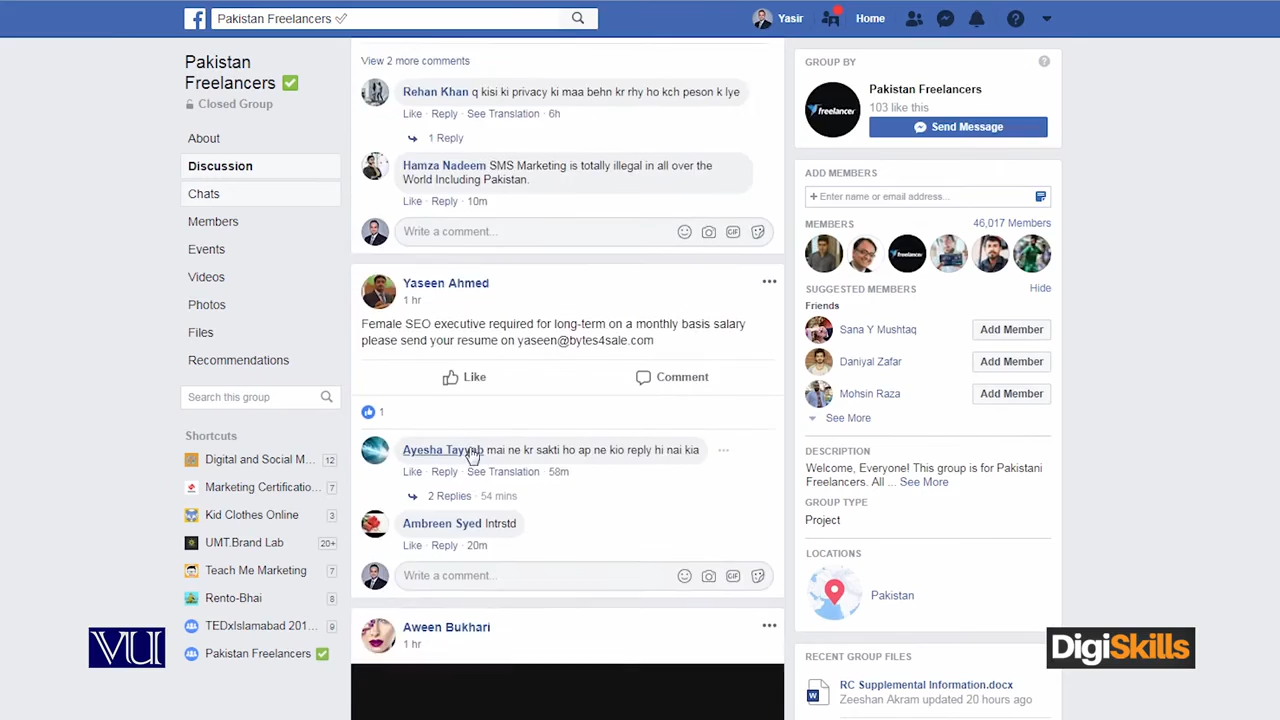 Pakistan Freelancers ✅
Yasir
Home
Pakistan
Freelancers ✅
Closed Group
About
Discussion
Chats
Members
Events
Videos
Photos
Files
Recommendations
Search this group
Shortcuts
Digital and Social M... 12
Marketing Certificatio... 7
Kid Clothes Online 3
UMT.Brand Lab 20+
Teach Me Marketing 7
Rento-Bhai 8
TEDxIslamabad 201... 9
Pakistan Freelancers ✅
VU
View 2 more comments
Rehan Khan q kisi ki privacy ki maa behn kr rhy ho kch peson k lye
Like · Reply · See Translation · 6h
1 Reply
Hamza Nadeem SMS Marketing is totally illegal in all over the
World Including Pakistan.
Like · Reply · 10m
Write a comment...
GIF
Yaseen Ahmed
1 hr
Female SEO executive required for long-term on a monthly basis salary
please send your resume on yaseen@bytes4sale.com
Like Comment
1
Ayesha Tayyab mai ne kr sakti ho ap ne kio reply hi nai kia
Like · Reply · See Translation · 58m
2 Replies · 54 mins
Ambreen Syed Intrstd
Like · Reply · 20m
Write a comment...
GIF
Aween Bukhari
1 hr
GROUP BY
freelancer
Pakistan Freelancers
103 like this
Send Message
ADD MEMBERS
+ Enter name or email address...
MEMBERS 46,017 Members
freelancer
SUGGESTED MEMBERS Hide
Friends
Sana Y Mushtaq Add Member
Daniyal Zafar Add Member
Mohsin Raza Add Member
See More
DESCRIPTION
Welcome, Everyone! This group is for Pakistani
Freelancers. All ... See More
GROUP TYPE
Project
LOCATIONS
Pakistan
DigiSkills
RECENT GROUP FILES
RC Supplemental Information.docx
Zeeshan Akram updated 20 hours ago